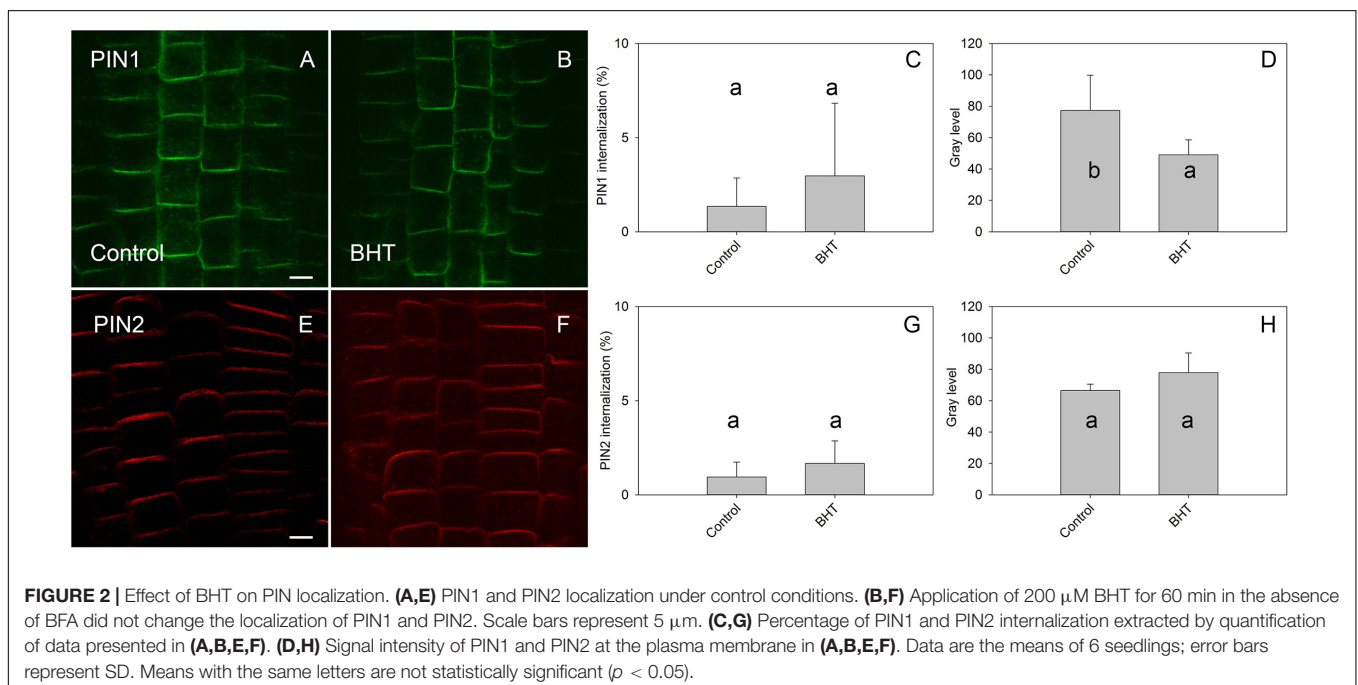 PIN1 A
Control
B
BHT
C
PIN1 internalization (%)
10
5
0
a a
Control BHT
D
Gray level
120
100
80
60
40
20
0
b a
Control BHT
PIN2 E
F
G
PIN2 internalization (%)
10
5
0
a a
Control BHT
H
Gray level
120
100
80
60
40
20
0
a a
Control BHT
FIGURE 2 | Effect of BHT on PIN localization. (A,E) PIN1 and PIN2 localization under control conditions. (B,F) Application of 200 μM BHT for 60 min in the absence
of BFA did not change the localization of PIN1 and PIN2. Scale bars represent 5 μm. (C,G) Percentage of PIN1 and PIN2 internalization extracted by quantification
of data presented in (A,B,E,F). (D,H) Signal intensity of PIN1 and PIN2 at the plasma membrane in (A,B,E,F). Data are the means of 6 seedlings; error bars
represent SD. Means with the same letters are not statistically significant (p < 0.05).